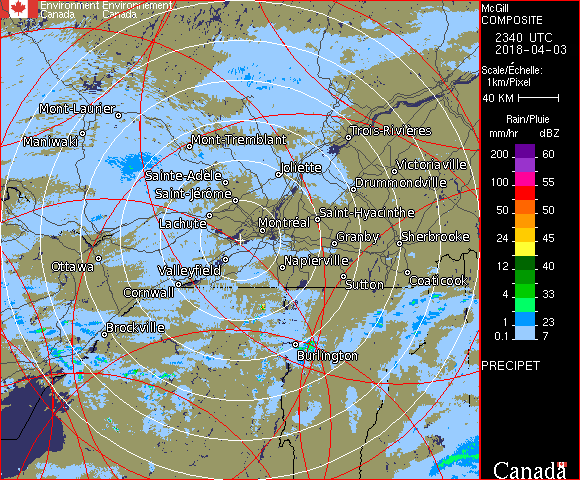 Environment Environnement
Canada Canada
McGill
COMPOSITE
2340 UTC
2018-04-03
Scale/Échelle:
1km/Pixel
40 KM
Rain/Pluie
mm/hr dBZ
200 60
100 55
50 50
24 45
12 40
4 33
1 23
0.1 7
PRECIPET
Canada
Mont-Laurier
Maniwaki
Mont-Tremblant
Trois-Rivières
Sainte-Adèle
Joliette
Victoriaville
Saint-Jérôme
Drummondville
Lachute
Montréal
Saint-Hyacinthe
Granby
Sherbrooke
Ottawa
Valleyfield
Napierville
Cornwall
Sutton
Coaticook
Brockville
Burlington